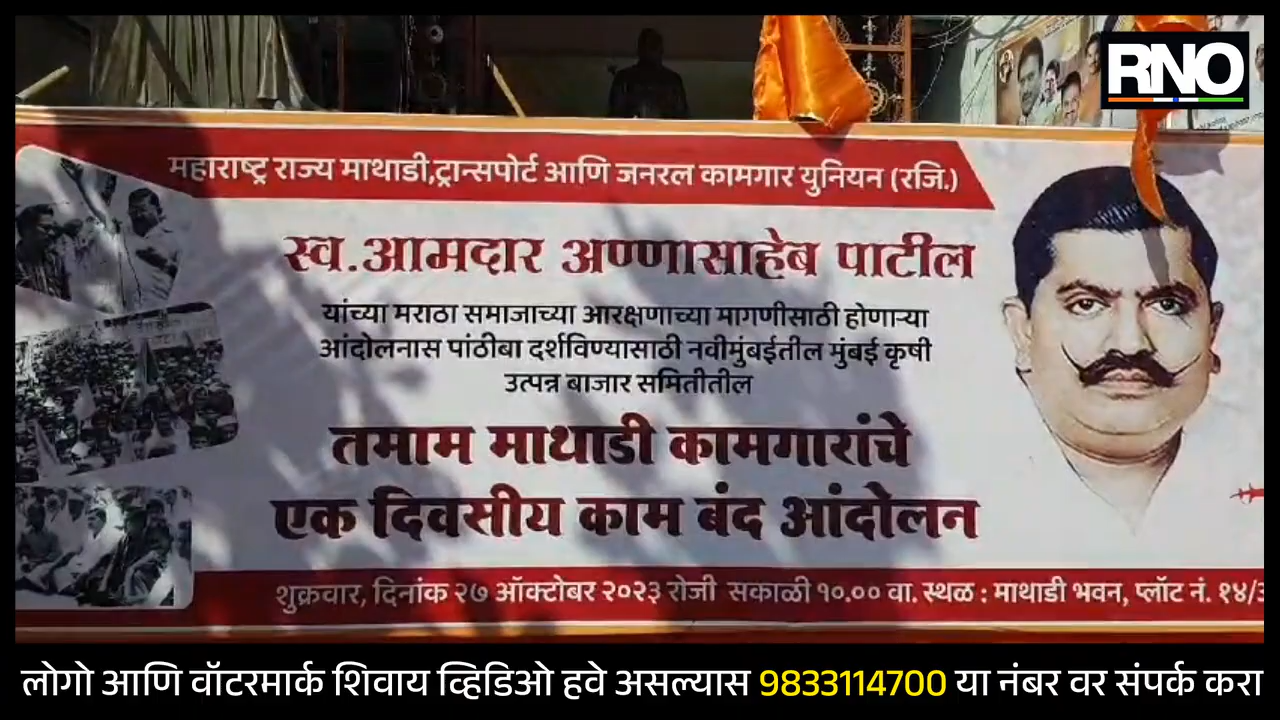 RNO
महाराष्ट्र राज्य माथाडी,ट्रान्सपोर्ट आणि जनरल कामगार युनियन (रजि.)
स्व.आमदार अण्णासाहेब पाटील
यांच्या मराठा समाजाच्या आरक्षणाच्या मागणीसाठी होणाऱ्या
आंदोलनास पांठीबा दर्शविण्यासाठी नवीमुंबईतील मुंबई कृषी
उत्पन्न बाजार समितीतील
तमाम माथाडी कामगारांचे
एक दिवसीय काम बंद आंदोलन
शुक्रवार, दिनांक २७ ऑक्टोबर २०२३ रोजी सकाळी १०.०० वा. स्थळ : माथाडी भवन, प्लॉट नं. १४/
लोगो आणि वॉटरमार्क शिवाय व्हिडिओ हवे असल्यास 9833114700 या नंबर वर संपर्क करा